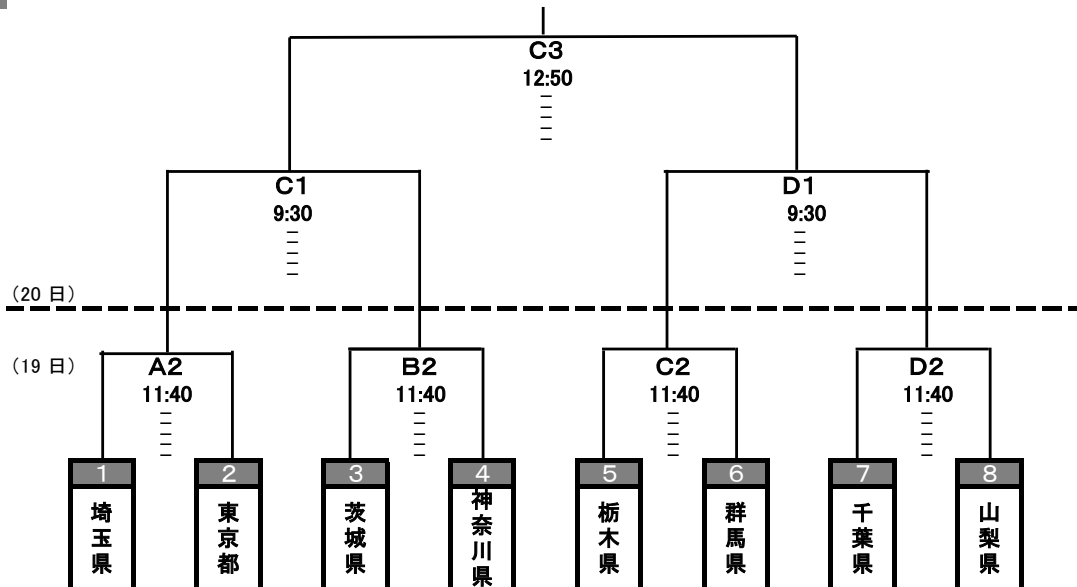 C3
12:50
C1
D1
9:30
9:30
（20 日）
（19 日）
A2
B2
C2
D2
11:40
11:40
11:40
11:40
1
2
3
4
5
6
7
8
埼玉県
東京都
茨城県
神奈川県
栃木県
群馬県
千葉県
山梨県